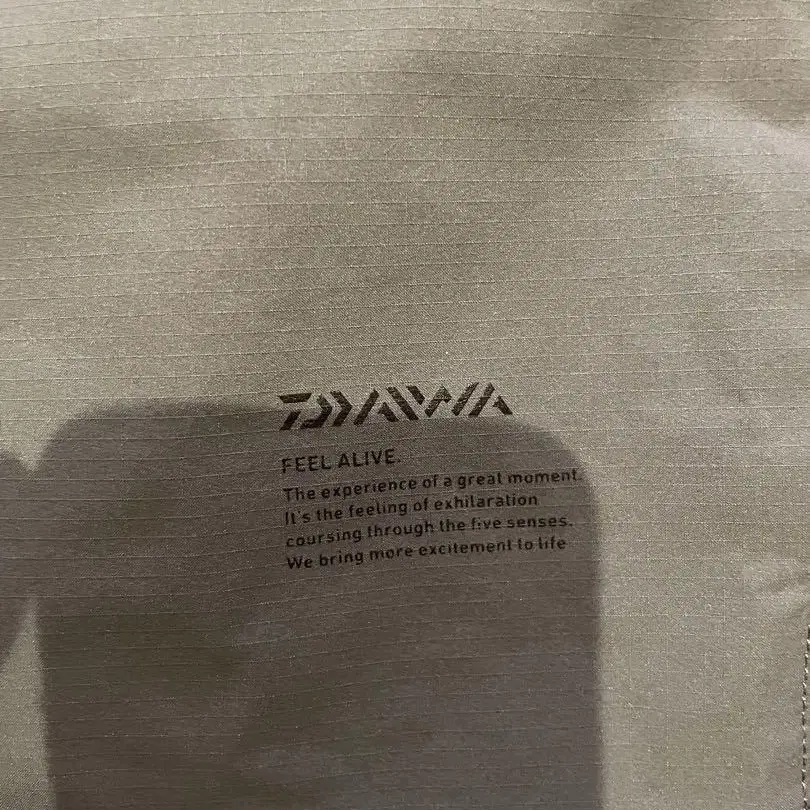 DAIWA
FEEL ALIVE.
The experience of a great moment.
It's the feeling of exhilaration
coursing through the five senses.
We bring more excitement to life